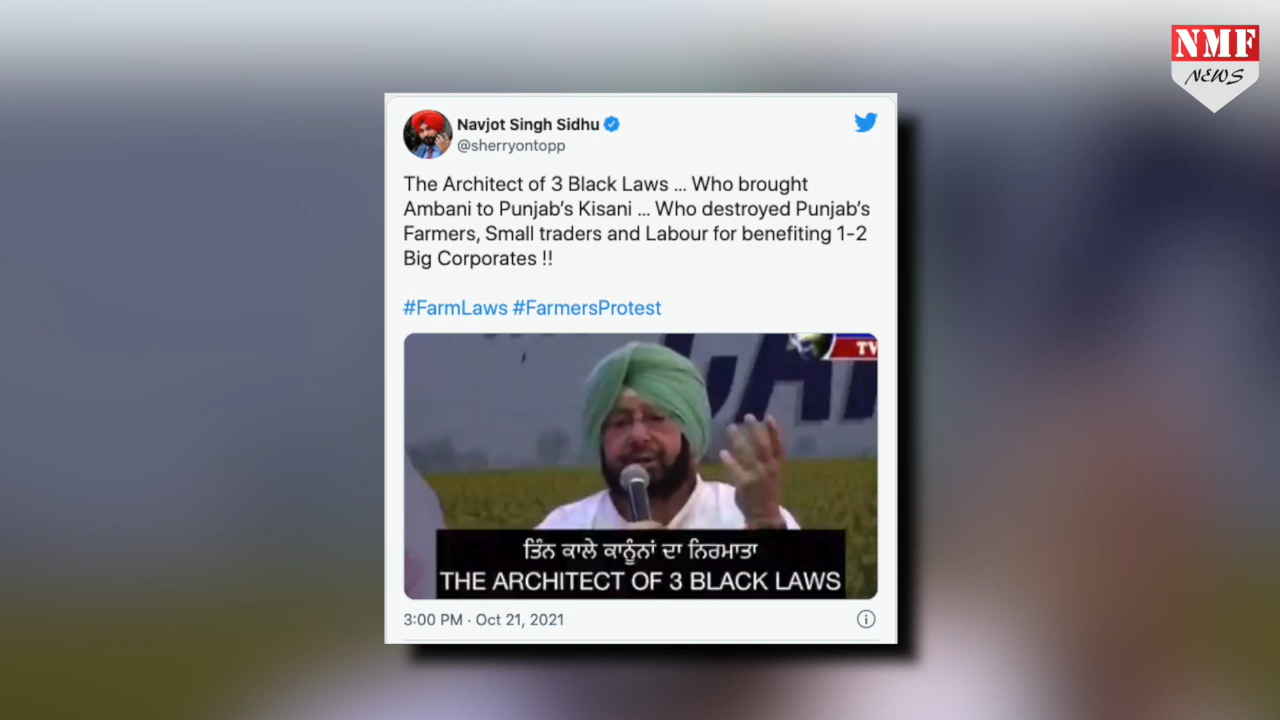 NMF
NEWS
Navjot Singh Sidhu
@sherryontopp
The Architect of 3 Black Laws ... Who brought
Ambani to Punjab's Kisani ... Who destroyed Punjab's
Farmers, Small traders and Labour for benefiting 1-2
Big Corporates !!
#FarmLaws #FarmersProtest
TV
ਤਿੰਨ ਕਾਲੇ ਕਾਨੂੰਨਾਂ ਦਾ ਨਿਰਮਾਤਾ
THE ARCHITECT OF 3 BLACK LAWS
3:00 PM · Oct 21, 2021